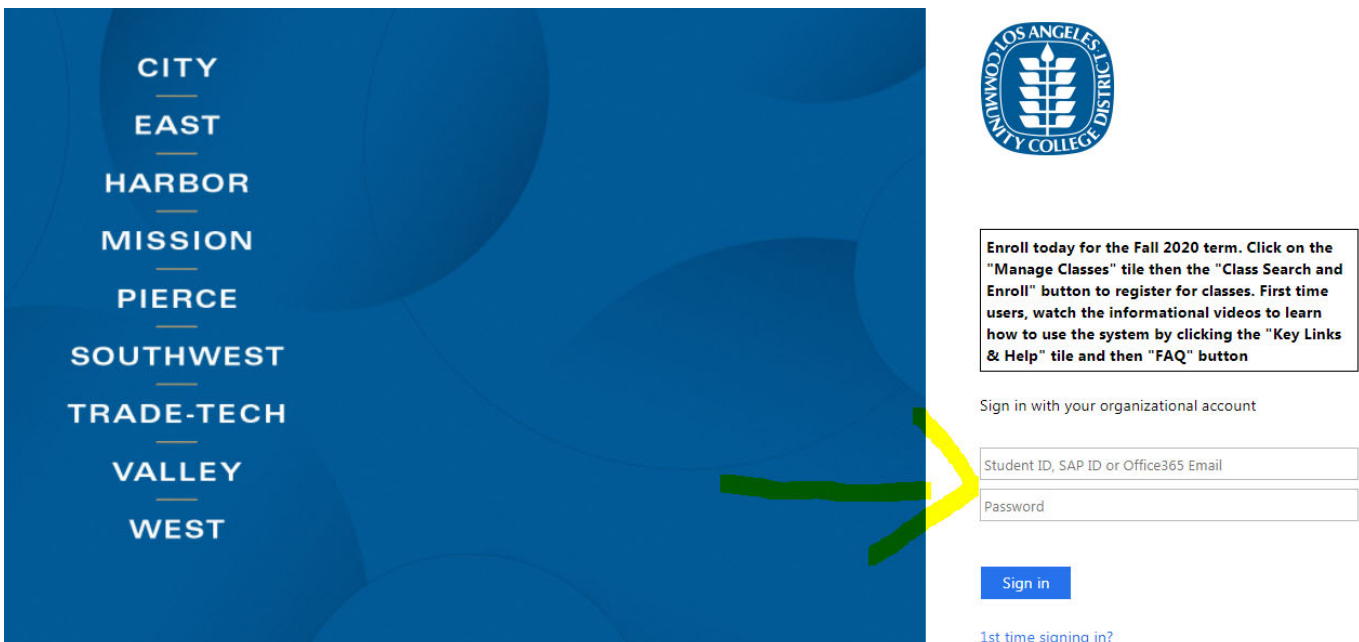 CITY
EAST
HARBOR
MISSION
PIERCE
SOUTHWEST
TRADE-TECH
VALLEY
WEST
LOS ANGELES
COMMUNITY COLLEGE DISTRICT
Enroll today for the Fall 2020 term. Click on the
"Manage Classes" tile then the "Class Search and
Enroll" button to register for classes. First time
users, watch the informational videos to learn
how to use the system by clicking the "Key Links
& Help" tile and then "FAQ" button
Sign in with your organizational account
Student ID, SAP ID or Office365 Email
Password
Sign in
1st time signing in?